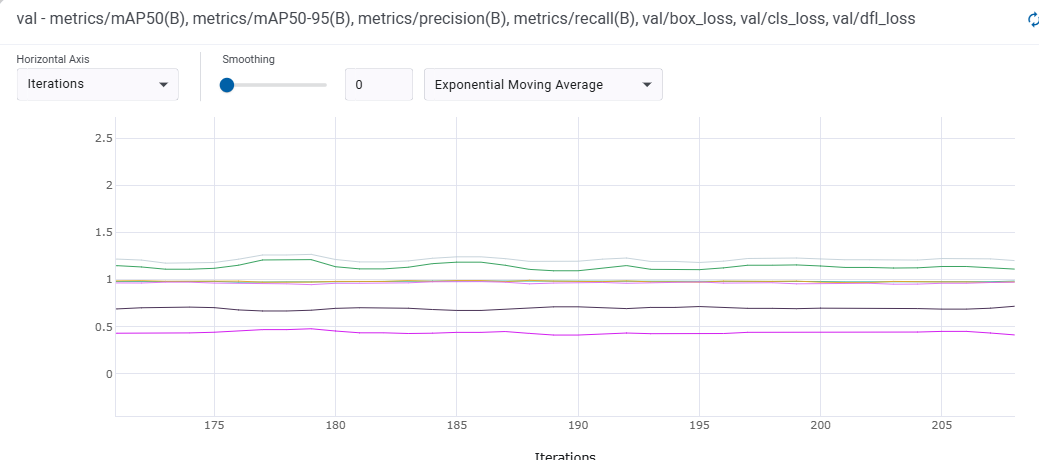 val - metrics/mAP50(B), metrics/mAP50-95(B), metrics/precision(B), metrics/recall(B), val/box_loss, val/cls_loss, val/dfl_loss
Horizontal Axis
Smoothing
Iterations
0
Exponential Moving Average
2.5
2
1.5
1
0.5
0
175
180
185
190
195
200
205
Iterations